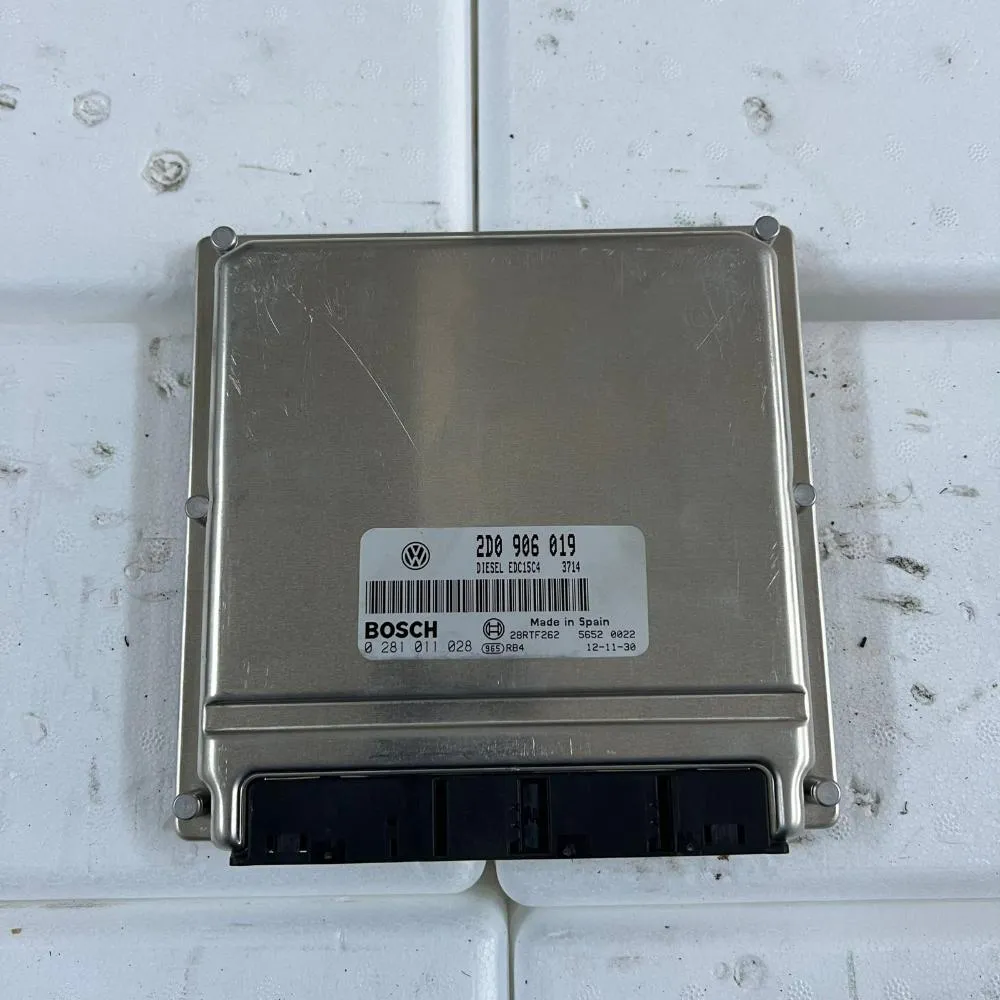 2D0 906 019
DIESEL EDC15C4 3714
Made in Spain
BOSCH 28RTF262 5652 0022
0 281 011 028 965 RB4 12-11-30